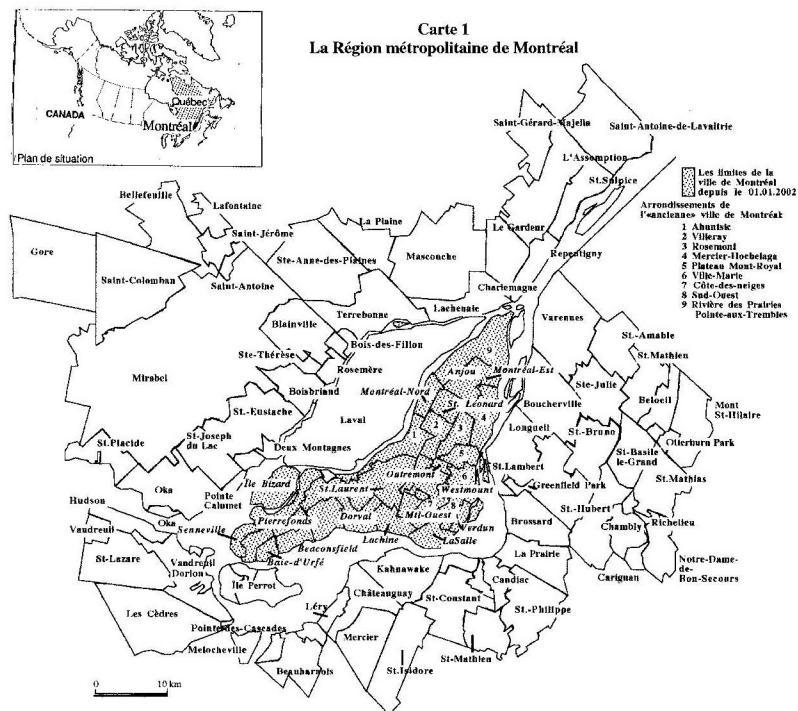 Carte 1
La Région métropolitaine de Montréal
CANADA
Québec
Montréal
Plan de situation
Saint-Gérard-Majella
Saint-Antoine-de-Lavaltrie
L'Assomption
St.Sulpice
Les limites de la
ville de Montréal
depuis le 01.01.2002
Arrondissements de
l'«ancienne» ville de Montréal:
1 Ahuntsic
2 Villeray
3 Rosemont
4 Mercier-Hochelaga
5 Plateau Mont-Royal
6 Ville-Marie
7 Côte-des-neiges
8 Sud-Ouest
9 Rivière des Prairies
Pointe-aux-Trembles
Bellefeuille
Lafontaine
Saint-Jérôme
La Plaine
Le Gardeur
Repentigny
Gore
Saint-Colomban
Saint-Antoine
Ste-Anne-des-Plaines
Mascouche
Charlemagne
Lachenaie
Terrebonne
Varennes
Blainville
Bois-des-Filion
St.-Amable
St.Mathieu
Ste-Thérèse
Rosemère
Mirabel
Boisbriand
Anjou
Montréal-Est
Ste-Julie
Beloeil
Mont
St-Hilaire
Montréal-Nord
St. Léonard
Boucherville
St.-Eustache
Laval
9
4
3
2
1
Longueil
St.-Bruno
Otterburn Park
St.Placide
St-Joseph
du Lac
Deux Montagnes
5
St.Lambert
St-Basile
le-Grand
St.Mathias
Oka
Pointe
Calumet
Île Bizard
St.Laurent
Outremont
6
Westmount
Greenfield Park
Hudson
Oka
Senneville
Pierrefonds
Dorval
7
8
Mtl-Ouest
Verdun
Brossard
St.-Hubert
Chambly
Richelieu
Vaudreuil
St-Lazare
Vaudreuil
Dorion
Beaconsfield
Lachine
LaSalle
La Prairie
Carignan
Notre-Dame-
de-
Bon-Secours
Baie-d'Urfé
Île Perrot
Kahnawake
Candiac
Les Cèdres
Châteauguay
St-Constant
St.-Philippe
Léry
Pointe-des-Cascades
Mercier
Melocheville
Beauharnois
St.Isidore
St-Mathieu
0 10 km